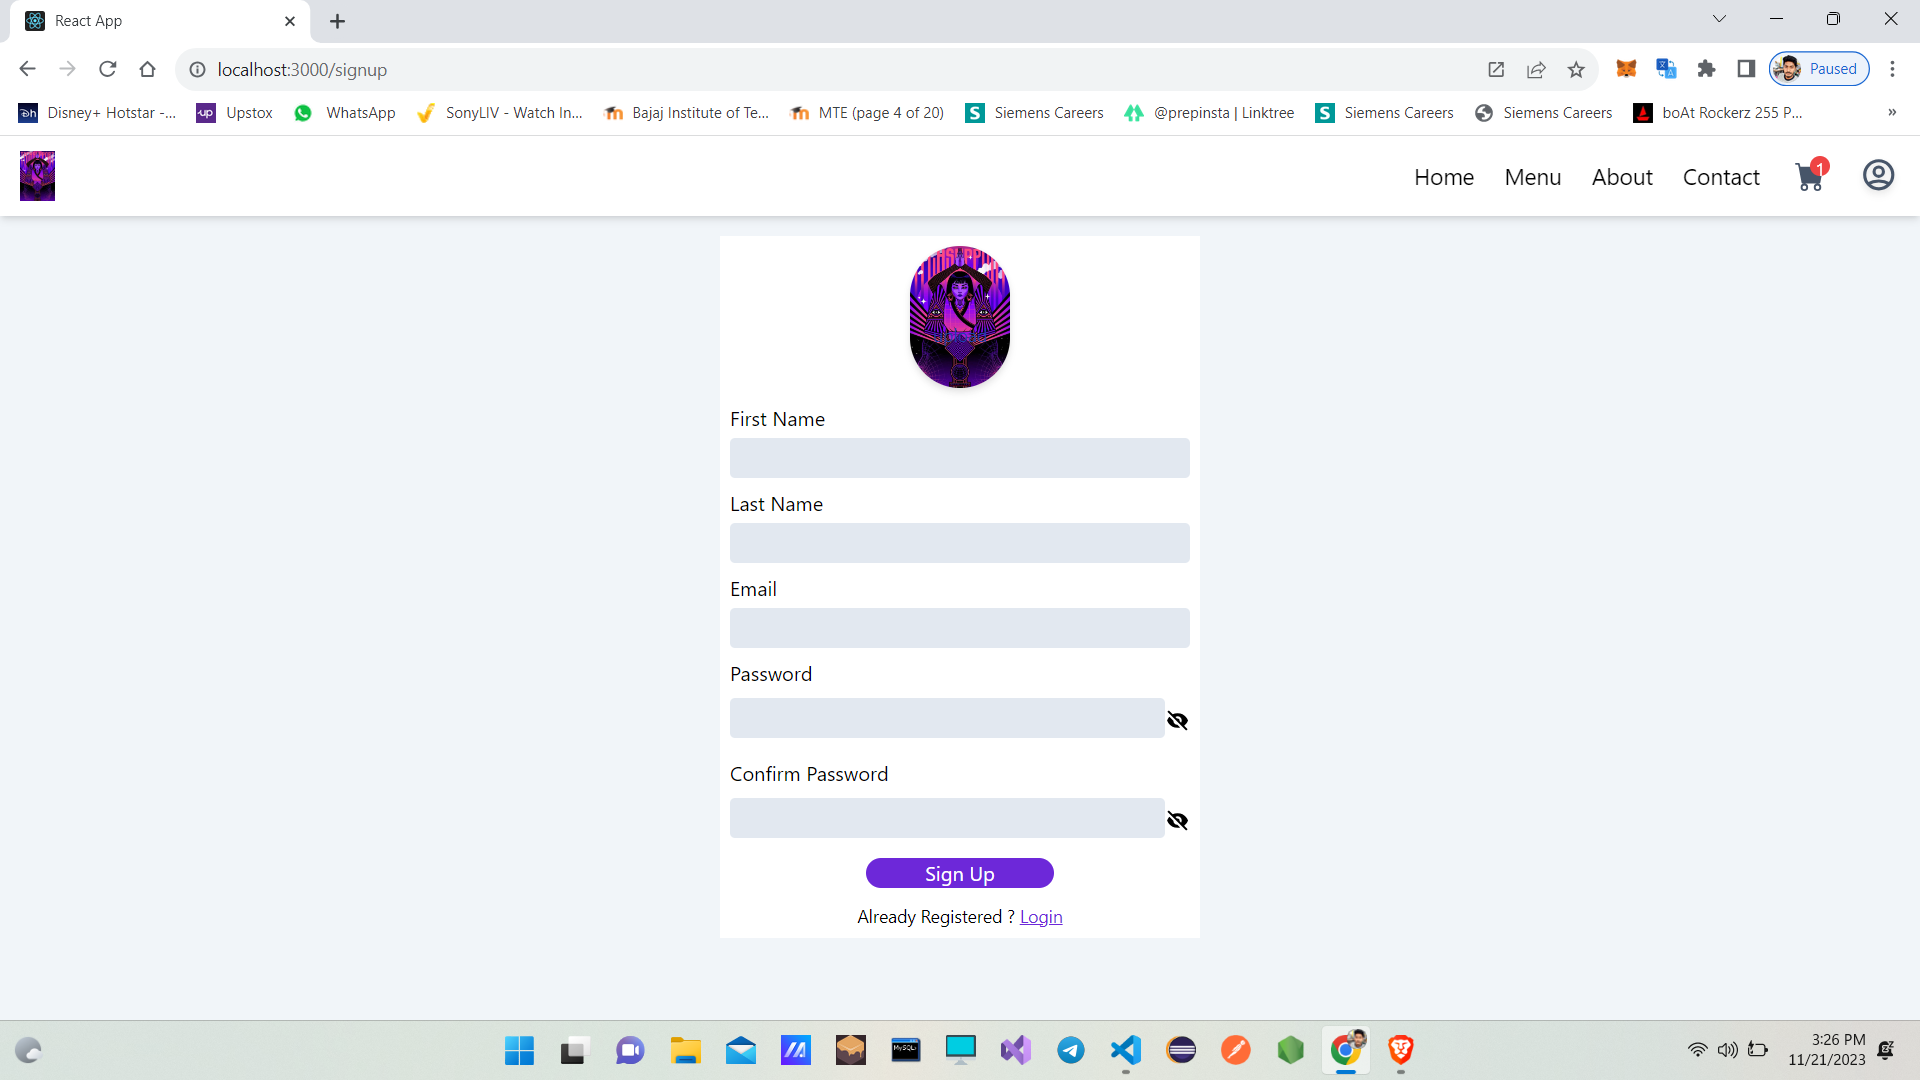 React App
localhost:3000/signup
Paused
Disney+ Hotstar -...
up
Upstox
WhatsApp
SonyLIV - Watch In...
Bajaj Institute of Te...
MTE (page 4 of 20)
S
Siemens Careers
@prepinsta | Linktree
S
Siemens Careers
Siemens Careers
boAt Rockerz 255 P...
»
Home
Menu
About
Contact
1
First Name
Last Name
Email
Password
Confirm Password
Sign Up
Already Registered ? Login
3:26 PM
11/21/2023